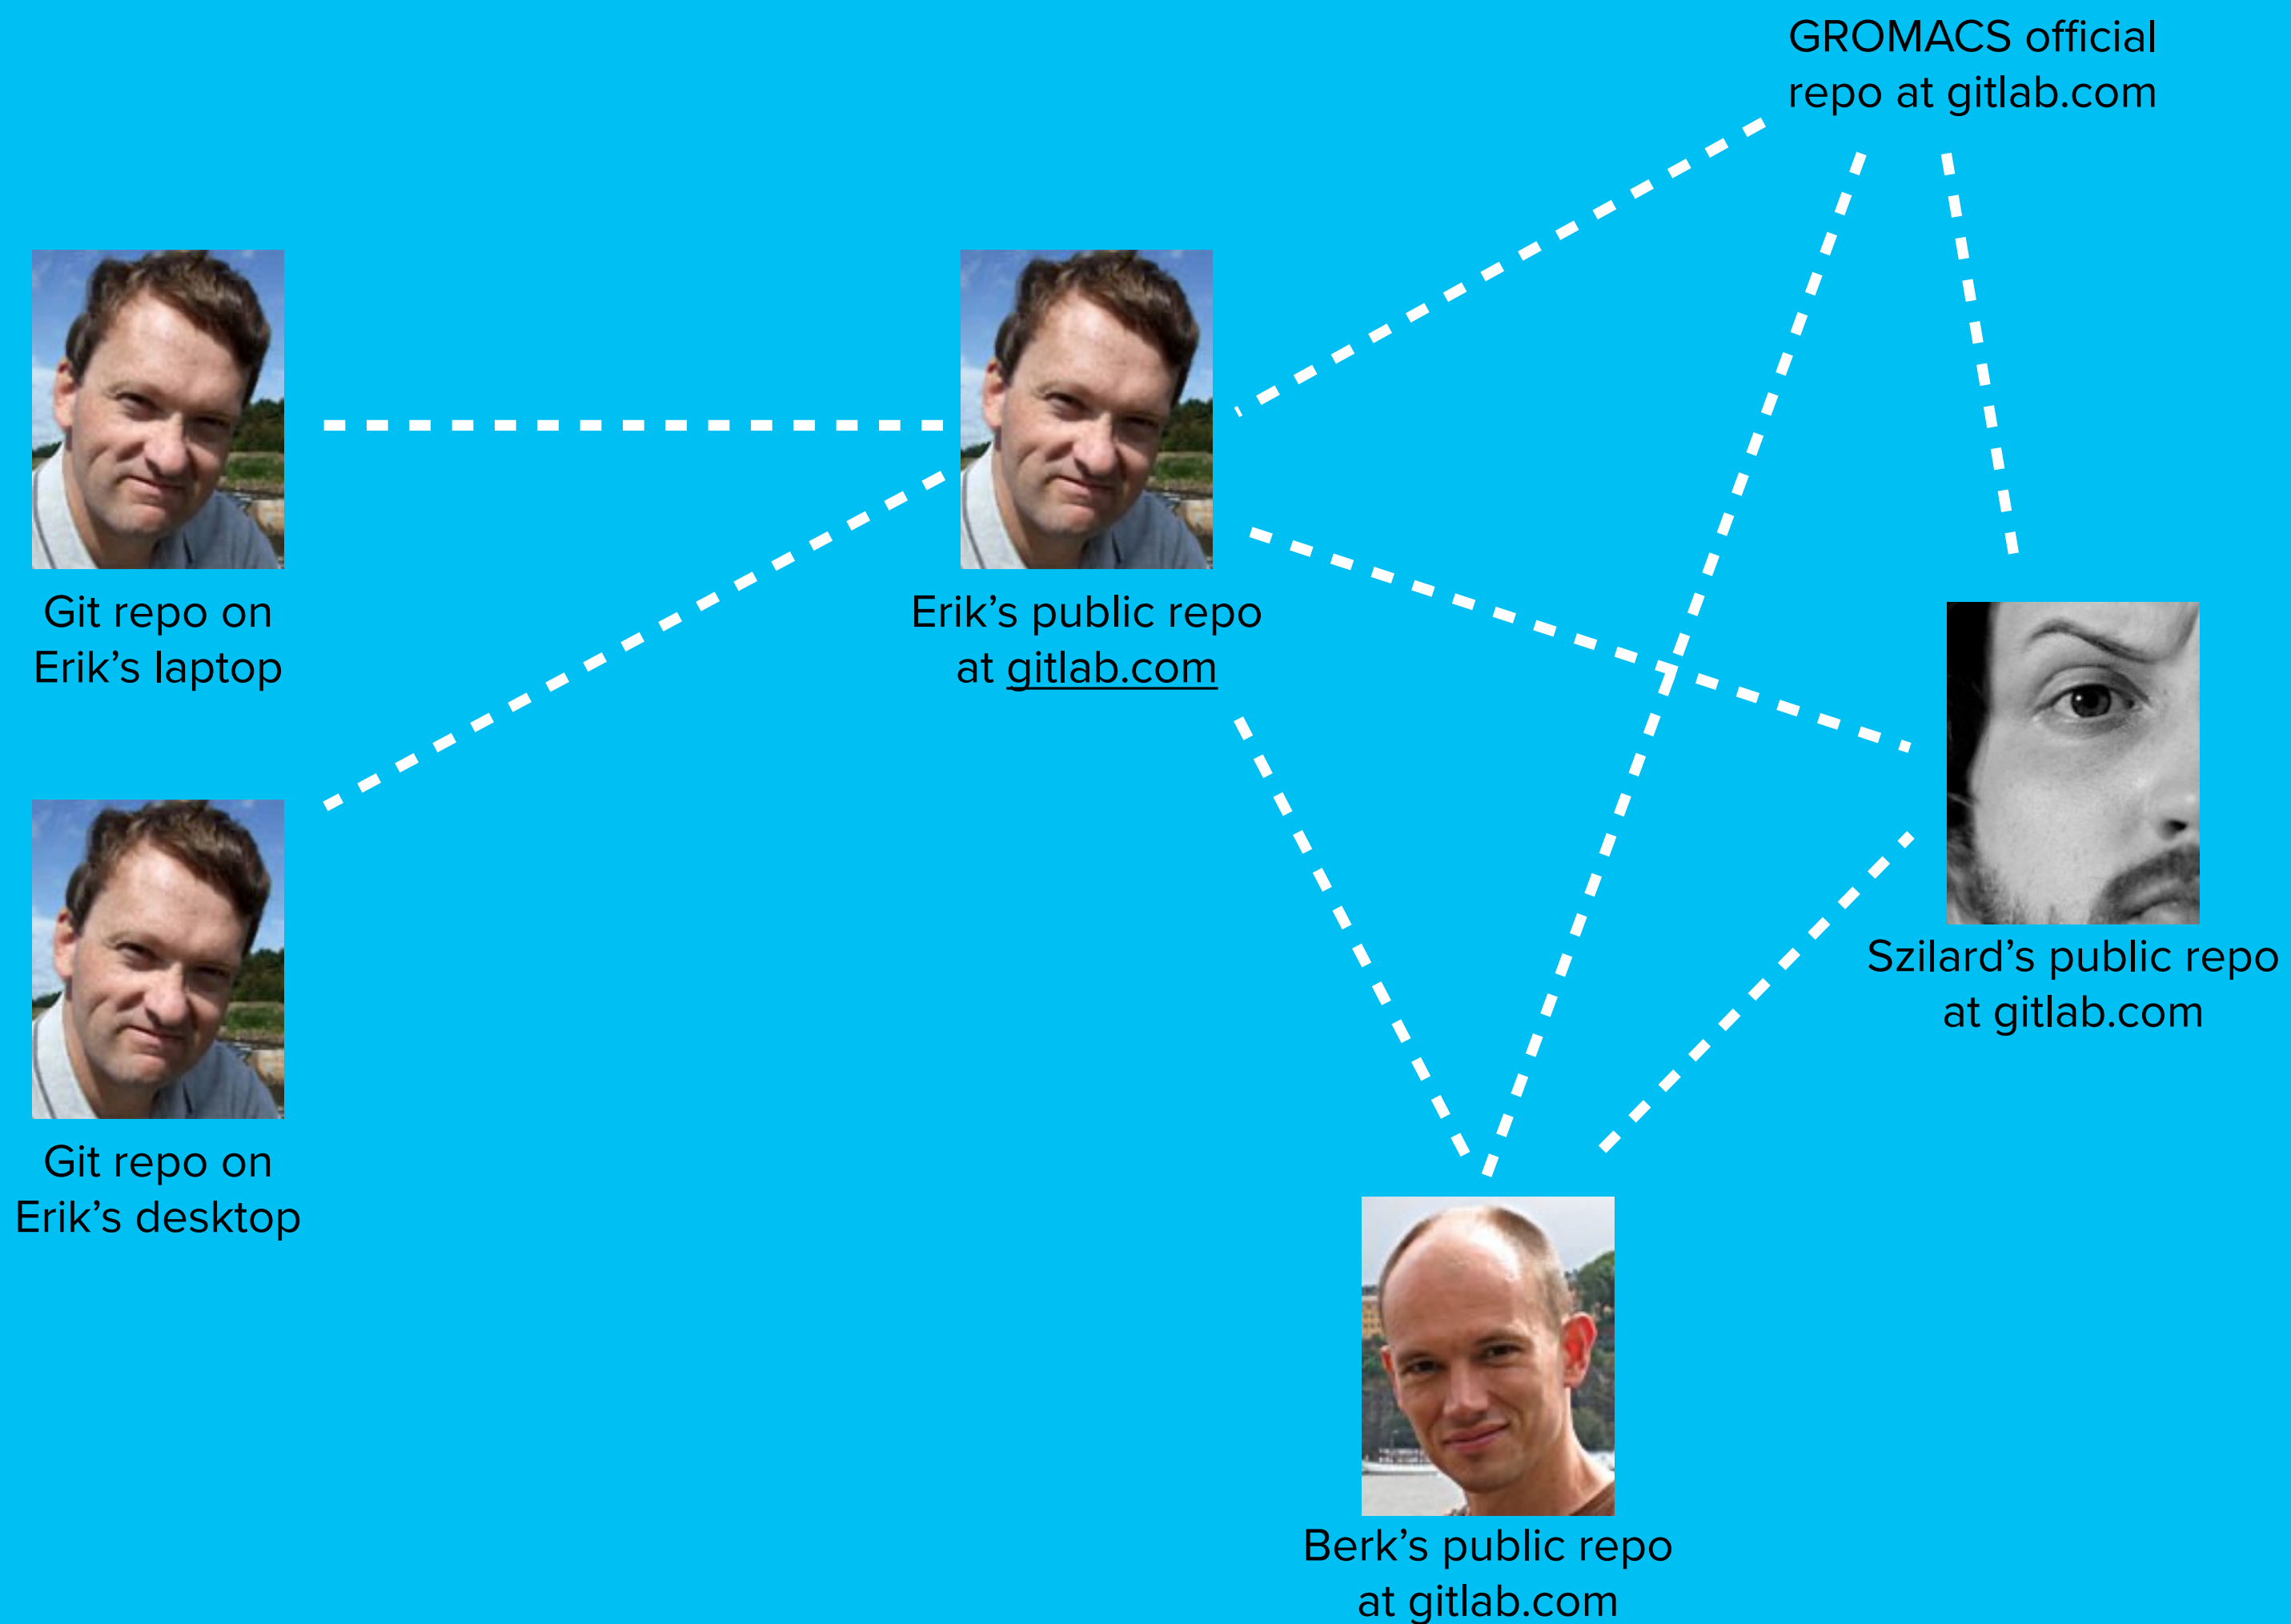 GROMACS official
repo at gitlab.com
Git repo on
Erik’s laptop
Erik’s public repo
at gitlab.com
Szilard’s public repo
at gitlab.com
Git repo on
Erik’s desktop
Berk’s public repo
at gitlab.com